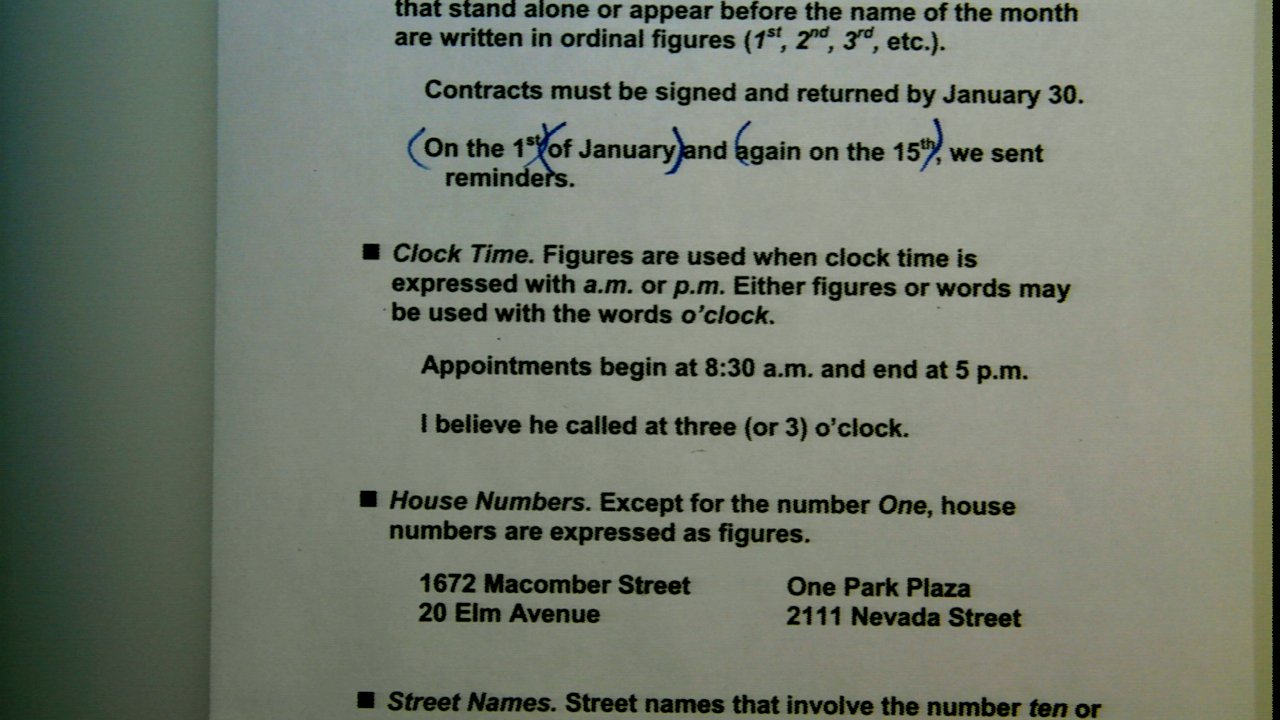 that stand alone or appear before the name of the month
are written in ordinal figures (1st, 2nd, 3rd, etc.).
Contracts must be signed and returned by January 30.
On the 1st of January and again on the 15th, we sent
reminders.
■ Clock Time. Figures are used when clock time is
expressed with a.m. or p.m. Either figures or words may
be used with the words o'clock.
Appointments begin at 8:30 a.m. and end at 5 p.m.
I believe he called at three (or 3) o'clock.
■ House Numbers. Except for the number One, house
numbers are expressed as figures.
1672 Macomber Street One Park Plaza
20 Elm Avenue 2111 Nevada Street
■ Street Names. Street names that involve the number ten or